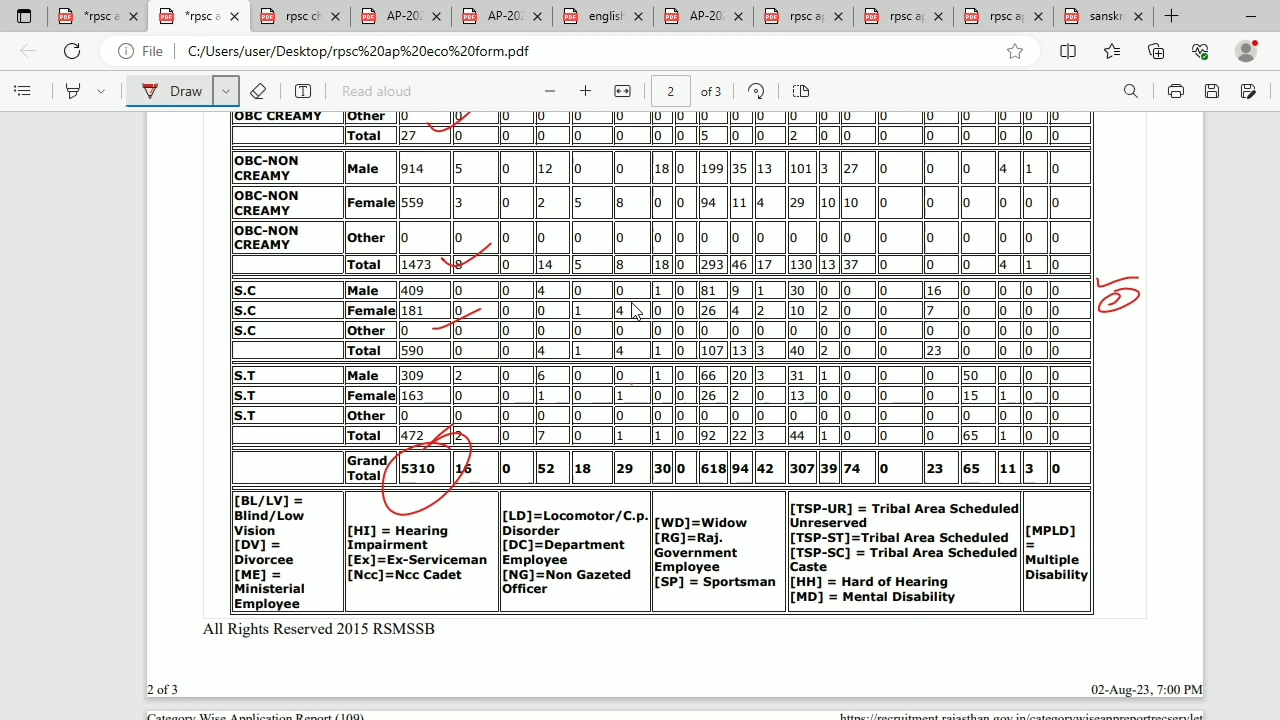 *rpsc a
*rpsc a
rpsc ch
AP-202
AP-202
english
AP-202
rpsc ap
rpsc ap
rpsc ap
sanskri
File C:/Users/user/Desktop/rpsc%20ap%20eco%20form.pdf
Draw Read aloud 2 of 3
OBC CREAMY Other 0 0 0 0 0 0 0 0 0 0 0 0 0 0 0 0 0 0 0 0
Total 27 0 0 0 0 0 0 0 5 0 0 2 0 0 0 0 0 0 0 0
OBC-NON CREAMY Male 914 5 0 12 0 0 18 0 199 35 13 101 3 27 0 0 0 4 1 0
OBC-NON CREAMY Female 559 3 0 2 5 8 0 0 94 11 4 29 10 10 0 0 0 0 0 0
OBC-NON CREAMY Other 0 0 0 0 0 0 0 0 0 0 0 0 0 0 0 0 0 0 0 0
Total 1473 8 0 14 5 8 18 0 293 46 17 130 13 37 0 0 0 4 1 0
S.C Male 409 0 0 4 0 0 1 0 81 9 1 30 0 0 0 16 0 0 0 0
S.C Female 181 0 0 0 1 4 0 0 26 4 2 10 2 0 0 7 0 0 0 0
S.C Other 0 0 0 0 0 0 0 0 0 0 0 0 0 0 0 0 0 0 0 0
Total 590 0 0 4 1 4 1 0 107 13 3 40 2 0 0 23 0 0 0 0
S.T Male 309 2 0 6 0 0 1 0 66 20 3 31 1 0 0 0 50 0 0 0
S.T Female 163 0 0 1 0 1 0 0 26 2 0 13 0 0 0 0 15 1 0 0
S.T Other 0 0 0 0 0 0 0 0 0 0 0 0 0 0 0 0 0 0 0 0
Total 472 2 0 7 0 1 1 0 92 22 3 44 1 0 0 0 65 1 0 0
Grand Total 5310 16 0 52 18 29 30 0 618 94 42 307 39 74 0 23 65 11 3 0
[BL/LV] =
Blind/Low
Vision
[DV] =
Divorcee
[ME] =
Ministerial
Employee
[HI] = Hearing
Impairment
[Ex]=Ex-Serviceman
[Ncc]=Ncc Cadet
[LD]=Locomotor/C.p.
Disorder
[DC]=Department
Employee
[NG]=Non Gazeted
Officer
[WD]=Widow
[RG]=Raj.
Government
Employee
[SP] = Sportsman
[TSP-UR] = Tribal Area Scheduled
Unreserved
[TSP-ST]=Tribal Area Scheduled
[TSP-SC] = Tribal Area Scheduled
Caste
[HH] = Hard of Hearing
[MD] = Mental Disability
[MPLD]
=
Multiple
Disability
All Rights Reserved 2015 RSMSSB
2 of 3 02-Aug-23, 7:00 PM
Category Wise Application Report (109) https://recruitment.rajasthan.gov.in/categorywiseappreportrecservlet